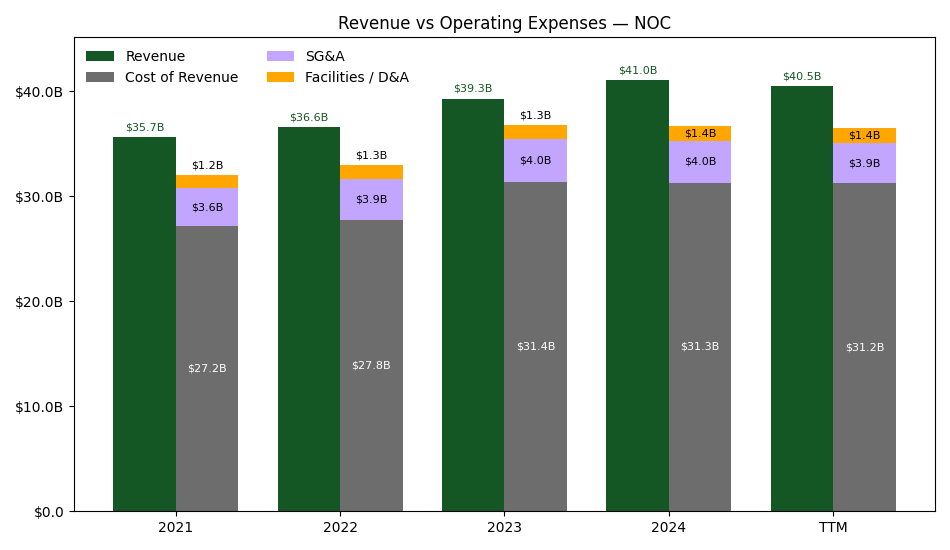 Revenue vs Operating Expenses — NOC
Revenue
Cost of Revenue
SG&A
Facilities / D&A
$40.0B
$30.0B
$20.0B
$10.0B
$0.0
$35.7B
$1.2B
$3.6B
$27.2B
$36.6B
$1.3B
$3.9B
$27.8B
$39.3B
$1.3B
$4.0B
$31.4B
$41.0B
$1.4B
$4.0B
$31.3B
$40.5B
$1.4B
$3.9B
$31.2B
2021
2022
2023
2024
TTM